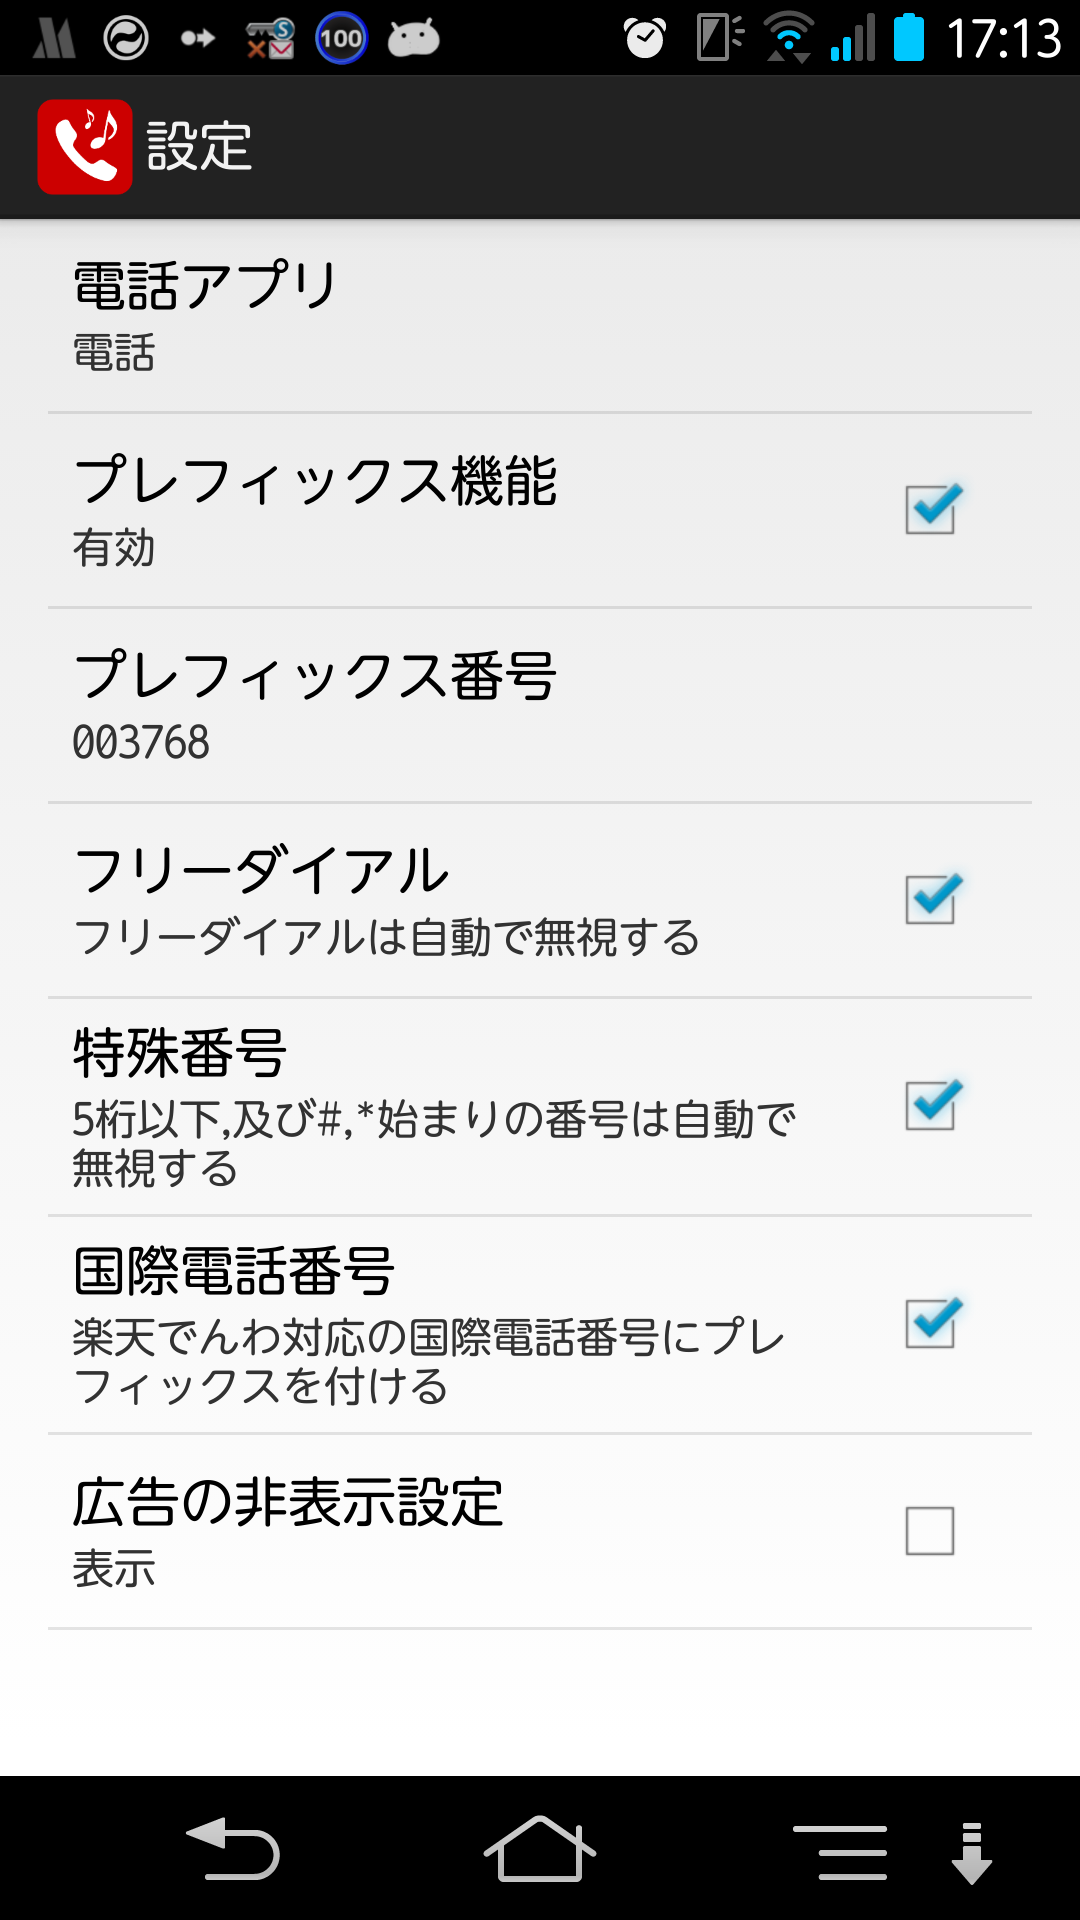 100
17:13
設定
電話アプリ
電話
プレフィックス機能
有効
プレフィックス番号
003768
フリーダイアル
フリーダイアルは自動で無視する
特殊番号
5桁以下,及び#,*始まりの番号は自動で
無視する
国際電話番号
楽天でんわ対応の国際電話番号にプレ
フィックスを付ける
広告の非表示設定
表示